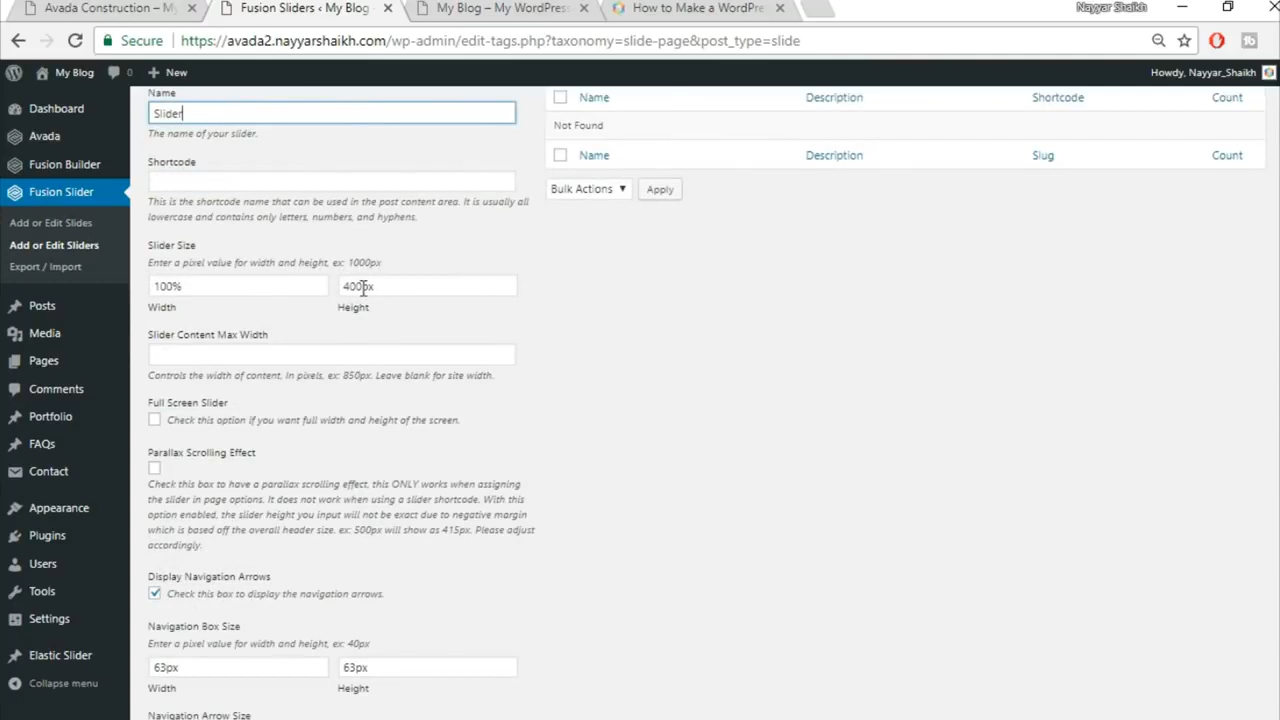 Avada Construction – M
Fusion Sliders ‹ My Blog
My Blog – My WordPress
How to Make a WordPre
Nayyar Shaikh
Secure
https://avada2.nayyarshaikh.com/wp-admin/edit-tags.php?taxonomy=slide-page&post_type=slide
My Blog
0
New
Howdy, Nayyar_Shaikh
Dashboard
Avada
Fusion Builder
Fusion Slider
Add or Edit Slides
Add or Edit Sliders
Export / Import
Posts
Media
Pages
Comments
Portfolio
FAQs
Contact
Appearance
Plugins
Users
Tools
Settings
Elastic Slider
Collapse menu
Name
Slider
The name of your slider.
Shortcode
This is the shortcode name that can be used in the post content area. It is usually all
lowercase and contains only letters, numbers, and hyphens.
Slider Size
Enter a pixel value for width and height, ex: 1000px
100%
400px
Width
Height
Slider Content Max Width
Controls the width of content, In pixels, ex: 850px. Leave blank for site width.
Full Screen Slider
Check this option if you want full width and height of the screen.
Parallax Scrolling Effect
Check this box to have a parallax scrolling effect, this ONLY works when assigning
the slider in page options. It does not work when using a slider shortcode. With this
option enabled, the slider height you input will not be exact due to negative margin
which is based off the overall header size. ex: 500px will show as 415px. Please adjust
accordingly.
Display Navigation Arrows
Check this box to display the navigation arrows.
Navigation Box Size
Enter a pixel value for width and height, ex: 40px
63px
63px
Width
Height
Navigation Arrow Size
Name
Description
Shortcode
Count
Not Found
Name
Description
Slug
Count
Bulk Actions
Apply